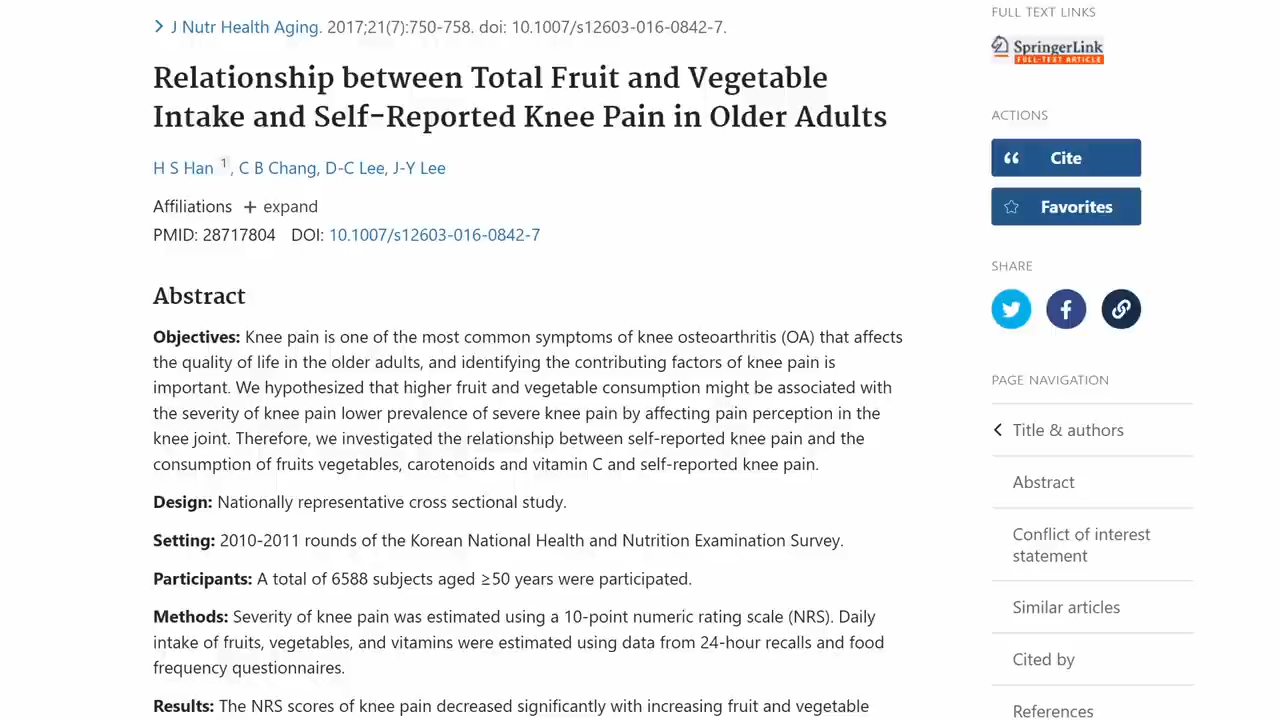 J Nutr Health Aging. 2017;21(7):750-758. doi: 10.1007/s12603-016-0842-7.
Relationship between Total Fruit and Vegetable
Intake and Self-Reported Knee Pain in Older Adults
H S Han 1, C B Chang, D-C Lee, J-Y Lee
Affiliations + expand
PMID: 28717804 DOI: 10.1007/s12603-016-0842-7
Abstract
Objectives: Knee pain is one of the most common symptoms of knee osteoarthritis (OA) that affects
the quality of life in the older adults, and identifying the contributing factors of knee pain is
important. We hypothesized that higher fruit and vegetable consumption might be associated with
the severity of knee pain lower prevalence of severe knee pain by affecting pain perception in the
knee joint. Therefore, we investigated the relationship between self-reported knee pain and the
consumption of fruits vegetables, carotenoids and vitamin C and self-reported knee pain.
Design: Nationally representative cross sectional study.
Setting: 2010-2011 rounds of the Korean National Health and Nutrition Examination Survey.
Participants: A total of 6588 subjects aged ≥50 years were participated.
Methods: Severity of knee pain was estimated using a 10-point numeric rating scale (NRS). Daily
intake of fruits, vegetables, and vitamins were estimated using data from 24-hour recalls and food
frequency questionnaires.
Results: The NRS scores of knee pain decreased significantly with increasing fruit and vegetable
FULL TEXT LINKS
SpringerLink
FULL-TEXT ARTICLE
ACTIONS
Cite
Favorites
SHARE
PAGE NAVIGATION
Title & authors
Abstract
Conflict of interest
statement
Similar articles
Cited by
References